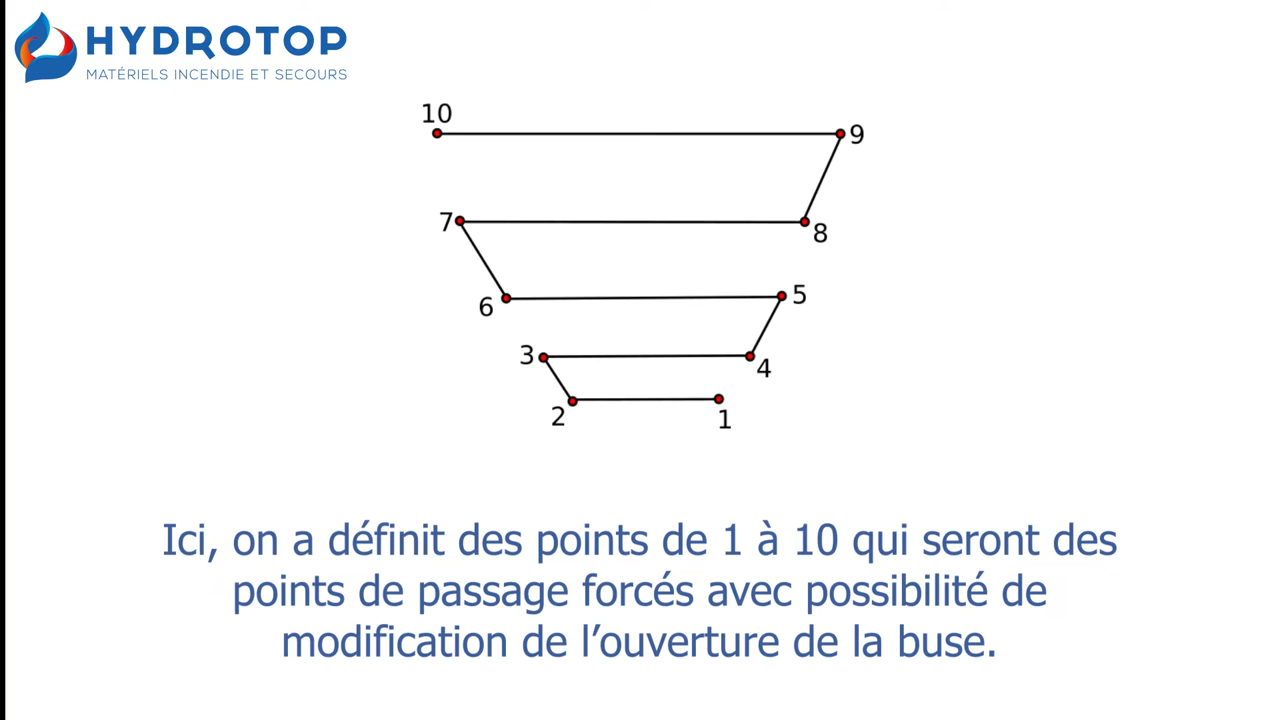 HYDROTOP
MATÉRIELS INCENDIE ET SECOURS
10
9
7
8
5
6
3
4
2
1
Ici, on a définit des points de 1 à 10 qui seront des
points de passage forcés avec possibilité de
modification de l’ouverture de la buse.